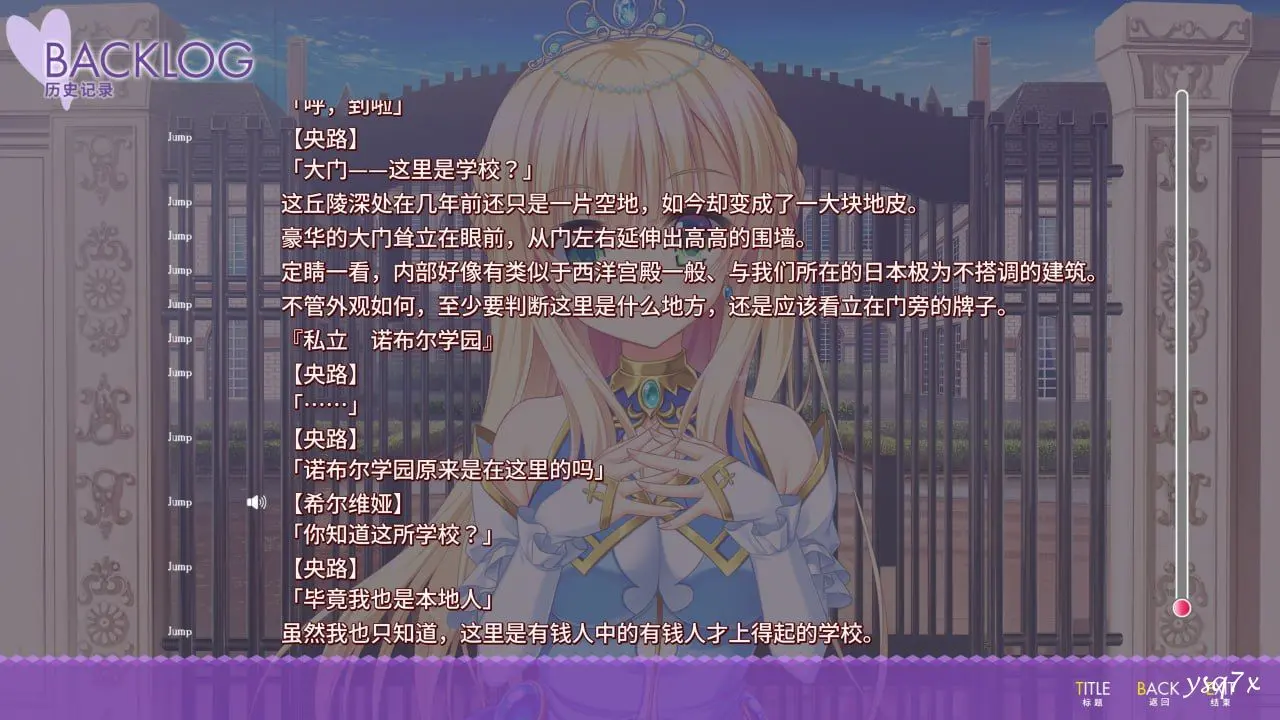 BACKLOG
历史记录
「呼，到啦」
Jump
【央路】
「大门——这里是学校？」
Jump
这丘陵深处在几年前还只是一片空地，如今却变成了一大块地皮。
Jump
豪华的大门耸立在眼前，从门左右延伸出高高的围墙。
Jump
定睛一看，内部好像有类似于西洋宫殿一般、与我们所在的日本极为不搭调的建筑。
Jump
不管外观如何，至少要判断这里是什么地方，还是应该看立在门旁的牌子。
Jump
『私立　诺布尔学园』
Jump
【央路】
「……」
Jump
【央路】
「诺布尔学园原来是在这里的吗」
Jump
【希尔维娅】
「你知道这所学校？」
Jump
【央路】
「毕竟我也是本地人」
Jump
虽然我也只知道，这里是有钱人中的有钱人才上得起的学校。
TITLE
标题
BACK
返回
EXIT
结束
ysq7x